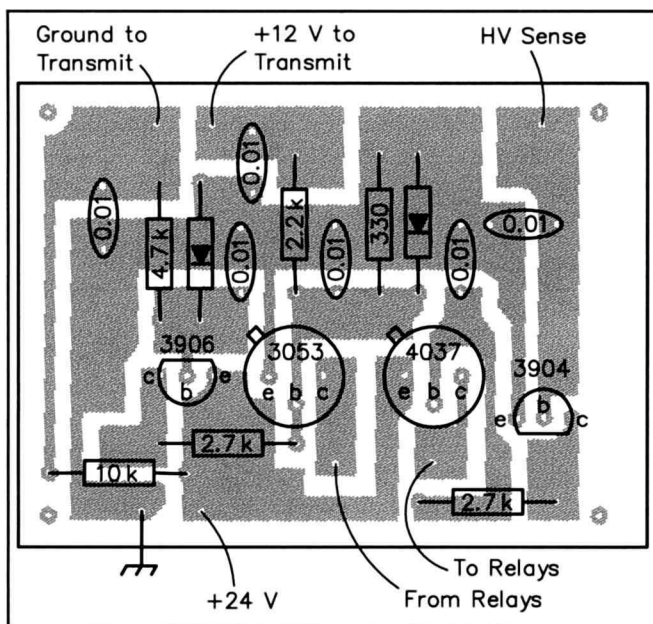 Ground to
Transmit
+12 V to
Transmit
HV Sense
0.01
0.01
4.7k
0.01
2.2k
0.01
330
0.01
0.01
3906
c b e
3053
e b c
4037
e b c
3904
e b c
2.7k
10k
2.7k
+24 V
To Relays
From Relays